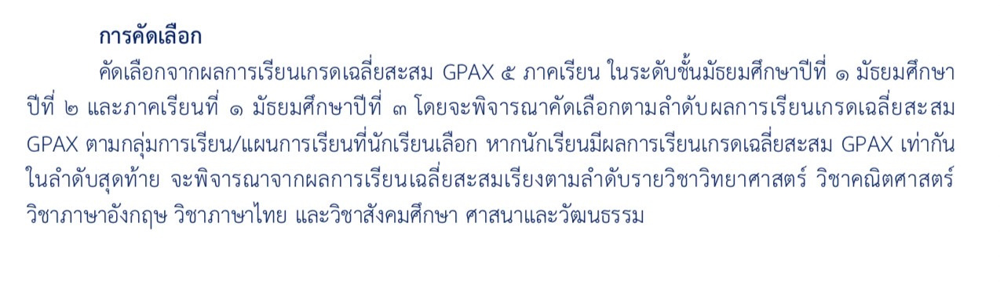 การคัดเลือก
คัดเลือกจากผลการเรียนเกรดเฉลี่ยสะสม GPAX ๕ ภาคเรียน ในระดับชั้นมัธยมศึกษาปีที่ ๑ มัธยมศึกษา
ปีที่ ๒ และภาคเรียนที่ ๑ มัธยมศึกษาปีที่ ๓ โดยจะพิจารณาคัดเลือกตามลำดับผลการเรียนเกรดเฉลี่ยสะสม
GPAX ตามกลุ่มการเรียน/แผนการเรียนที่นักเรียนเลือก หากนักเรียนมีผลการเรียนเกรดเฉลี่ยสะสม GPAX เท่ากัน
ในลำดับสุดท้าย จะพิจารณาจากผลการเรียนเฉลี่ยสะสมเรียงตามลำดับรายวิชาวิทยาศาสตร์ วิชาคณิตศาสตร์
วิชาภาษาอังกฤษ วิชาภาษาไทย และวิชาสังคมศึกษา ศาสนาและวัฒนธรรม